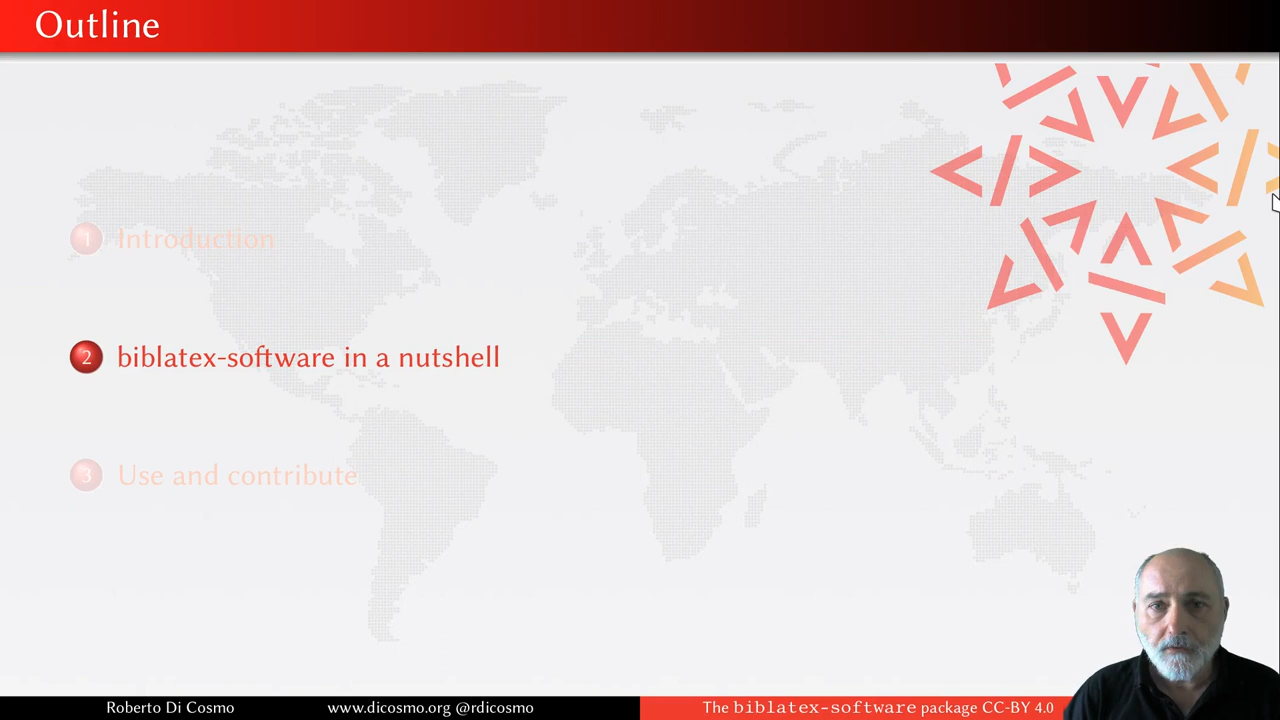 Outline
1 Introduction
2 biblatex-software in a nutshell
3 Use and contribute
Roberto Di Cosmo www.dicosmo.org @rdicosmo The biblatex-software package CC-BY 4.0